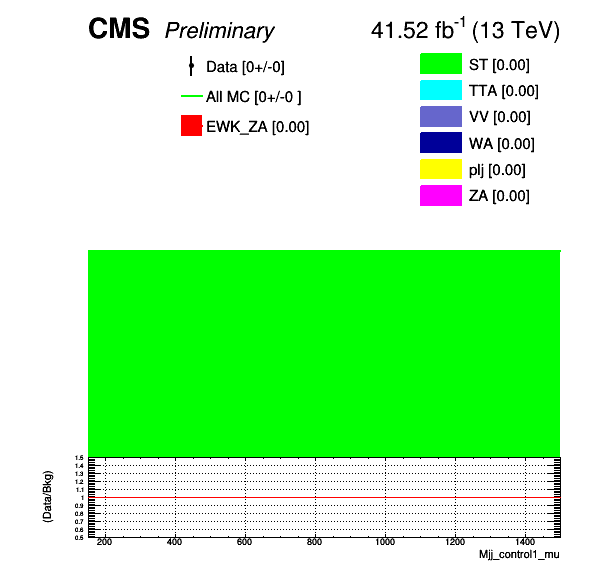 CMS Preliminary 41.52 fb-1 (13 TeV)
Data [0+/-0]
All MC [0+/-0 ]
EWK_ZA [0.00]
ST [0.00]
TTA [0.00]
VV [0.00]
WA [0.00]
plj [0.00]
ZA [0.00]
(Data/Bkg)
1.5
1.4
1.3
1.2
1.1
1
0.9
0.8
0.7
0.6
0.5
200 400 600 800 1000 1200 1400
Mjj_control1_mu